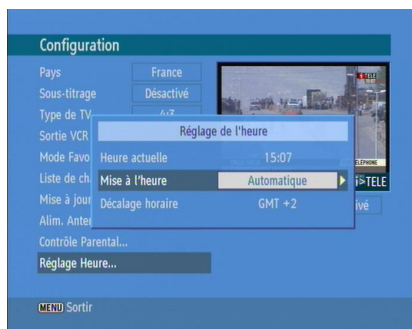 Configuration
Pays France
Sous-titrage Désactivé
Type de TV 4:3
Sortie VCR
Réglage de l'heure
Mode Favo
Heure actuelle 15:07
Liste de ch
Mise à l'heure Automatique
i>TELE
Mise à jour
Décalage horaire GMT +2
ivé
Alim. Anten
Contrôle Parental...
Réglage Heure...
MENU Sortir